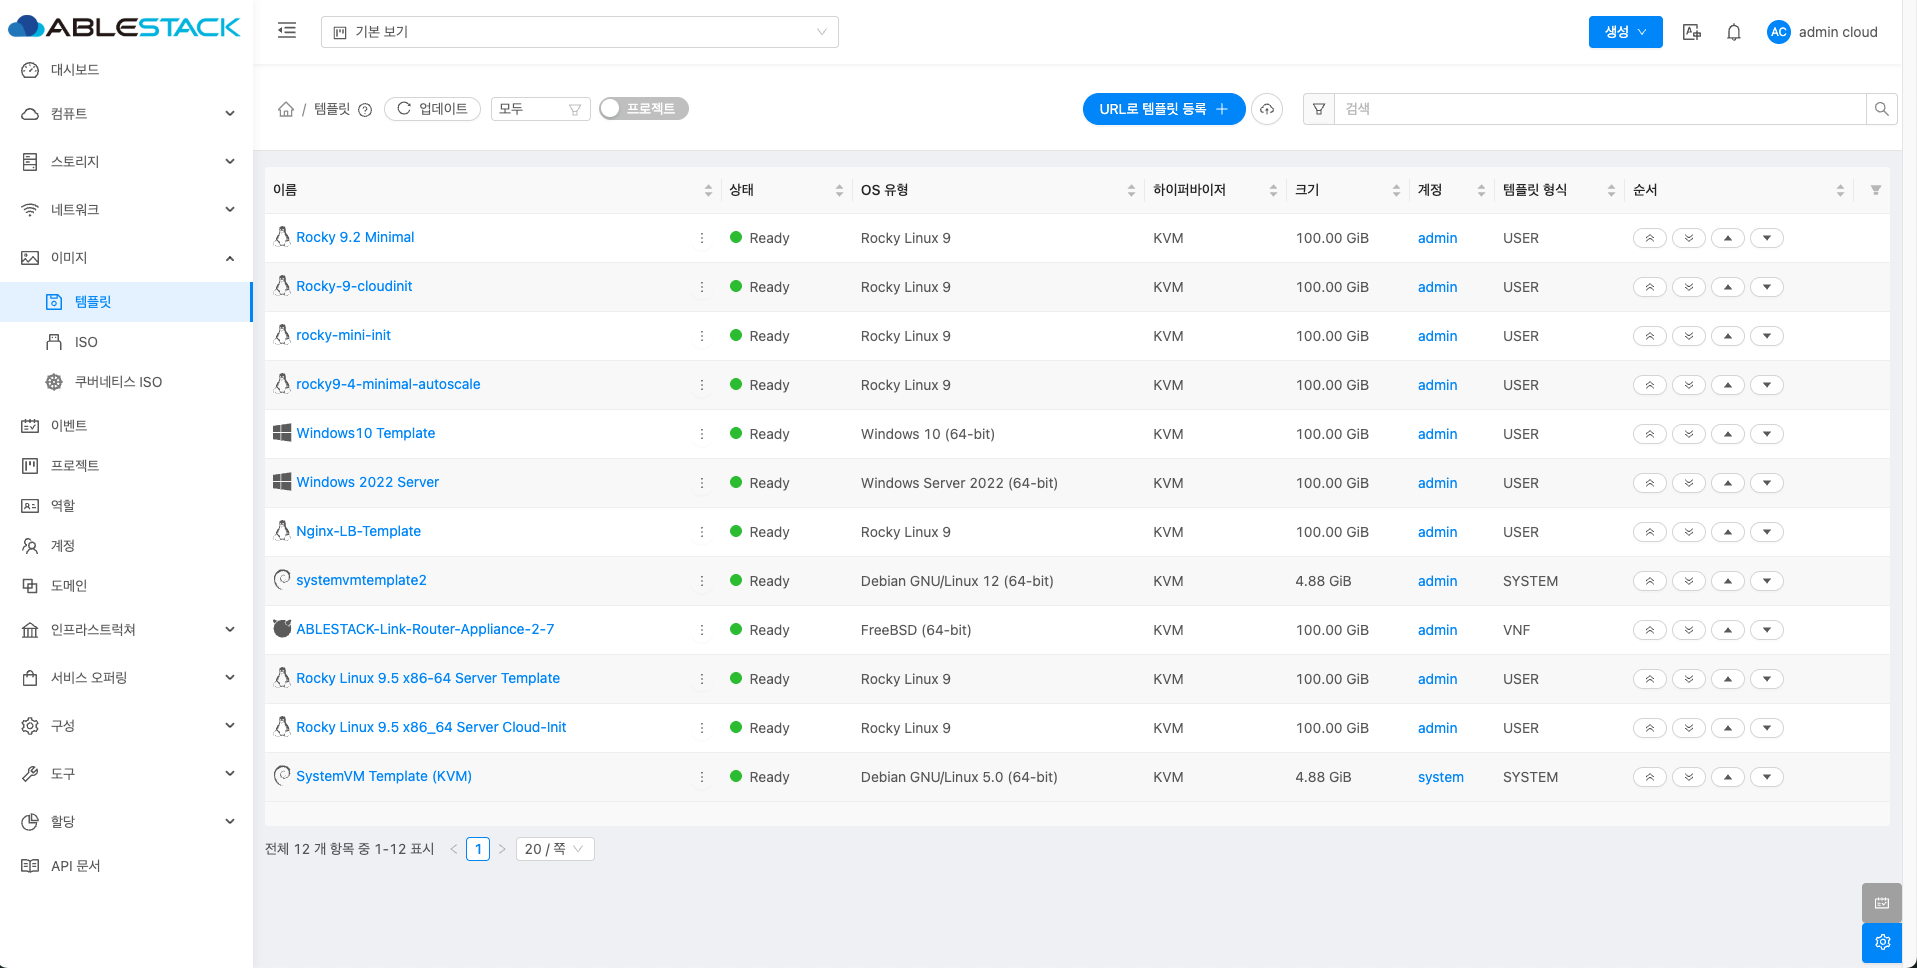 ABLESTACK
기본 보기
생성
AC
admin cloud
대시보드
컴퓨트
스토리지
네트워크
이미지
템플릿
ISO
쿠버네티스 ISO
이벤트
프로젝트
역할
계정
도메인
인프라스트럭쳐
서비스 오퍼링
구성
도구
할당
API 문서
/ 템플릿
업데이트
모두
프로젝트
URL로 템플릿 등록
검색
이름 상태 OS 유형 하이퍼바이저 크기 계정 템플릿 형식 순서
Rocky 9.2 Minimal Ready Rocky Linux 9 KVM 100.00 GiB admin USER
Rocky-9-cloudinit Ready Rocky Linux 9 KVM 100.00 GiB admin USER
rocky-mini-init Ready Rocky Linux 9 KVM 100.00 GiB admin USER
rocky9-4-minimal-autoscale Ready Rocky Linux 9 KVM 100.00 GiB admin USER
Windows10 Template Ready Windows 10 (64-bit) KVM 100.00 GiB admin USER
Windows 2022 Server Ready Windows Server 2022 (64-bit) KVM 100.00 GiB admin USER
Nginx-LB-Template Ready Rocky Linux 9 KVM 100.00 GiB admin USER
systemvmtemplate2 Ready Debian GNU/Linux 12 (64-bit) KVM 4.88 GiB admin SYSTEM
ABLESTACK-Link-Router-Appliance-2-7 Ready FreeBSD (64-bit) KVM 100.00 GiB admin VNF
Rocky Linux 9.5 x86-64 Server Template Ready Rocky Linux 9 KVM 100.00 GiB admin USER
Rocky Linux 9.5 x86_64 Server Cloud-Init Ready Rocky Linux 9 KVM 100.00 GiB admin USER
SystemVM Template (KVM) Ready Debian GNU/Linux 5.0 (64-bit) KVM 4.88 GiB system SYSTEM
전체 12 개 항목 중 1-12 표시 < 1 > 20 / 쪽